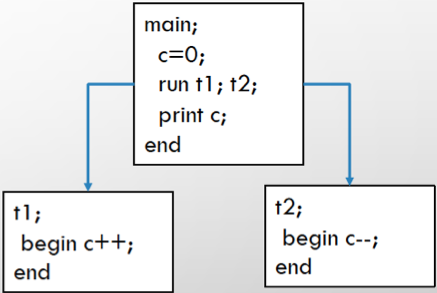 main;
c=0;
run t1; t2;
print c;
end
t1;
begin c++;
end
t2;
begin c--;
end